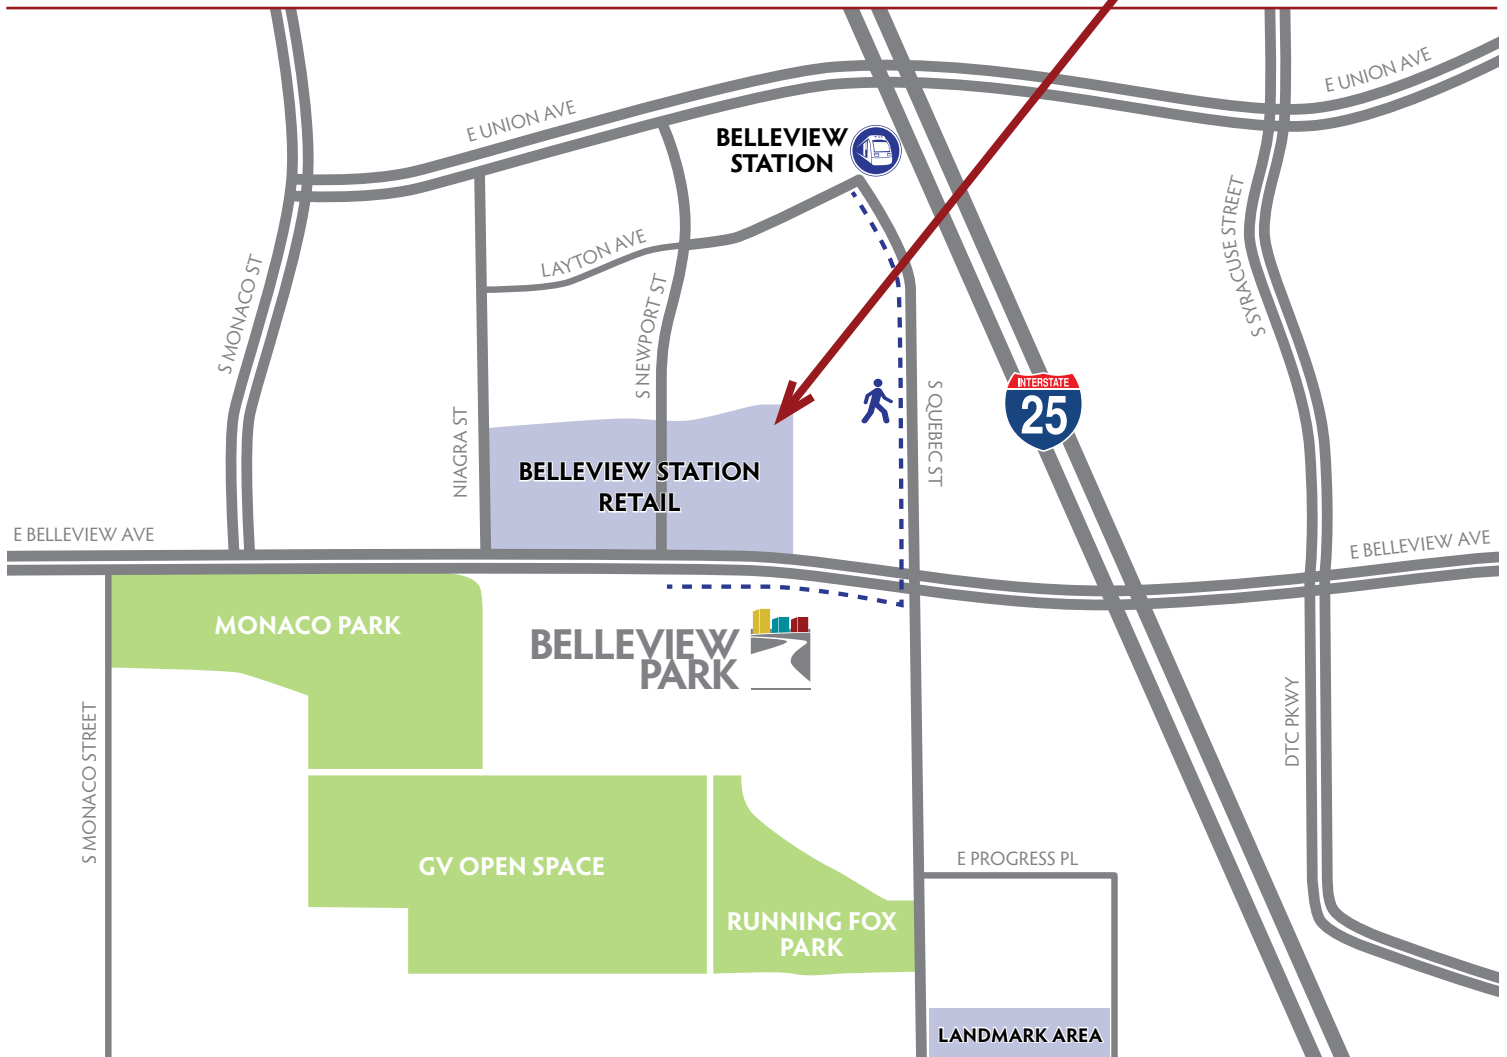 E UNION AVE
E UNION AVE
BELLEVIEW
STATION
S SYRACUSE STREET
LAYTON AVE
S MONACO ST
S NEWPORT ST
INTERSTATE
25
S QUEBEC ST
NIAGRA ST
BELLEVIEW STATION
RETAIL
E BELLEVIEW AVE
E BELLEVIEW AVE
MONACO PARK
BELLEVIEW
PARK
S MONACO STREET
DTC PKWY
GV OPEN SPACE
E PROGRESS PL
RUNNING FOX
PARK
LANDMARK AREA